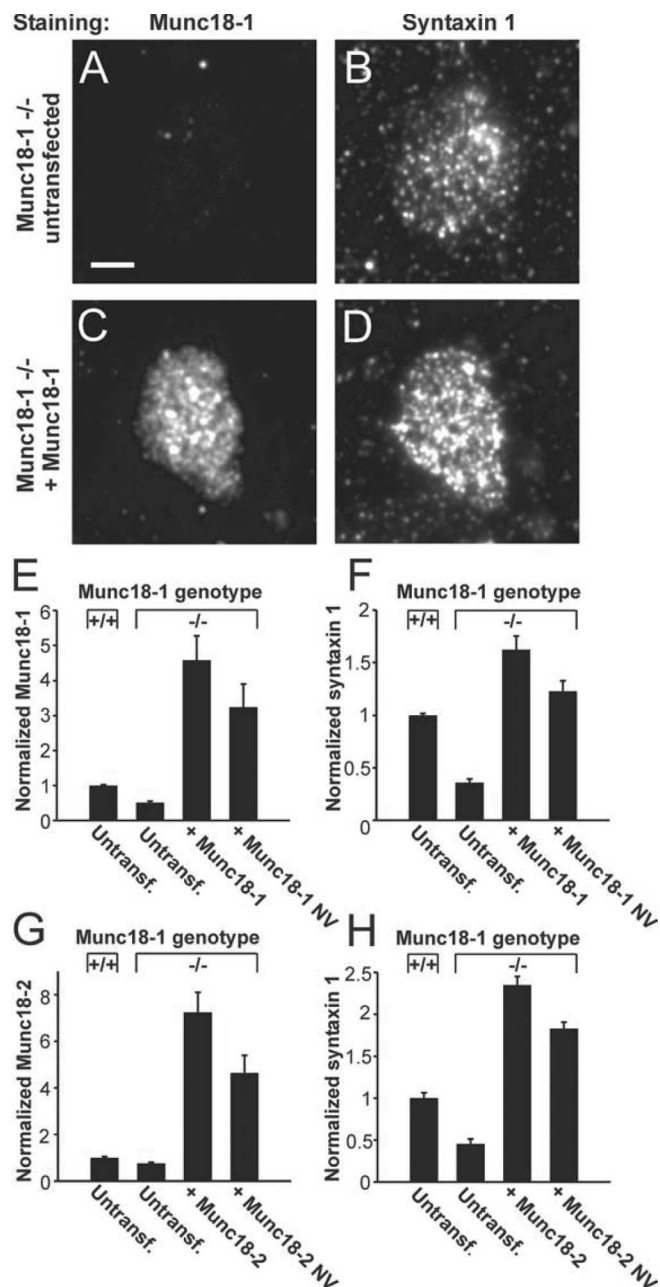 Staining: Munc18-1 Syntaxin 1
A B
Munc18-1 -/-
untransfected
C D
Munc18-1 -/-
+ Munc18-1
E
Munc18-1 genotype
+/+ -/-
Normalized Munc18-1
6
5
4
3
2
1
0
Untransf. Untransf. + Munc18-1 + Munc18-1 NV
F
Munc18-1 genotype
+/+ -/-
Normalized syntaxin 1
2
1.5
1
0.5
0
Untransf. Untransf. + Munc18-1 + Munc18-1 NV
G
Munc18-1 genotype
+/+ -/-
Normalized Munc18-2
8
6
4
2
0
Untransf. Untransf. + Munc18-2 + Munc18-2 NV
H
Munc18-1 genotype
+/+ -/-
Normalized syntaxin 1
2.5
2
1.5
1
0.5
0
Untransf. Untransf. + Munc18-2 + Munc18-2 NV